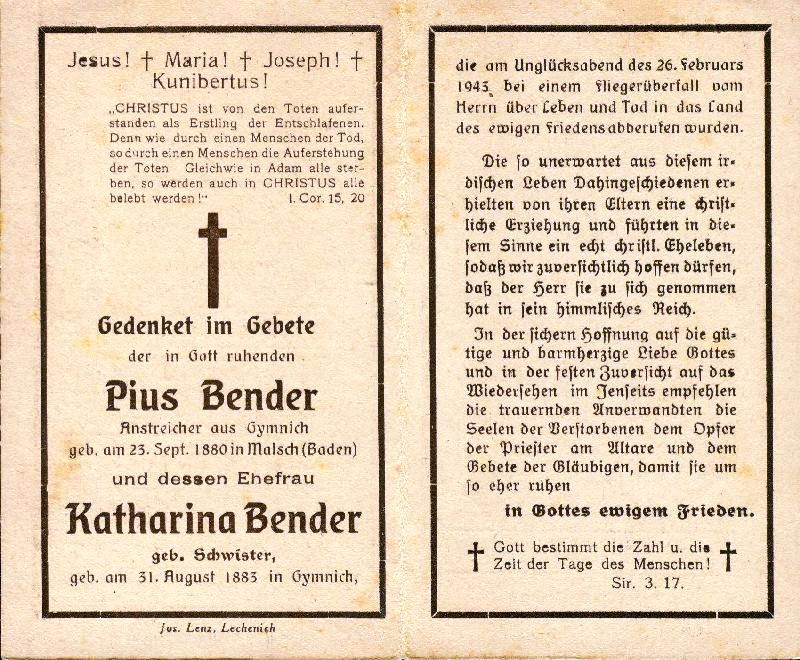 Jesus! † Maria! † Joseph! †
Kunibertus!
„CHRISTUS ist von den Toten aufer-
standen als Erstling der Entschlafenen.
Denn wie durch einen Menschen der Tod,
so durch einen Menschen die Auferstehung
der Toten Gleichwie in Adam alle ster-
ben, so werden auch in CHRISTUS alle
belebt werden!“ I. Cor. 15, 20
Gedenket im Gebete
der in Gott ruhenden
Pius Bender
Anstreicher aus Gymnich
geb. am 23. Sept. 1880 in Malsch (Baden)
und dessen Ehefrau
Katharina Bender
geb. Schwister,
geb. am 31. August 1883 in Gymnich,
Jos. Lenz, Lechenich
die am Unglücksabend des 26. Februars
1943 bei einem Fliegerüberfall vom
Herrn über Leben und Tod in das Land
des ewigen Friedens abberufen wurden.
Die so unerwartet aus diesem ir-
dischen Leben Dahingeschiedenen er-
hielten von ihren Eltern eine christ-
liche Erziehung und führten in die-
sem Sinne ein echt christl. Eheleben,
sodaß wir zuversichtlich hoffen dürfen,
daß der Herr sie zu sich genommen
hat in sein himmlisches Reich.
In der sichern Hoffnung auf die gü-
tige und barmherzige Liebe Gottes
und in der festen Zuversicht auf das
Wiedersehen im Jenseits empfehlen
die trauernden Anverwandten die
Seelen der Verstorbenen dem Opfer
der Priester am Altare und dem
Gebete der Gläubigen, damit sie um
so eher ruhen
in Gottes ewigem Frieden.
† Gott bestimmt die Zahl u. die †
Zeit der Tage des Menschen!
Sir. 3. 17.